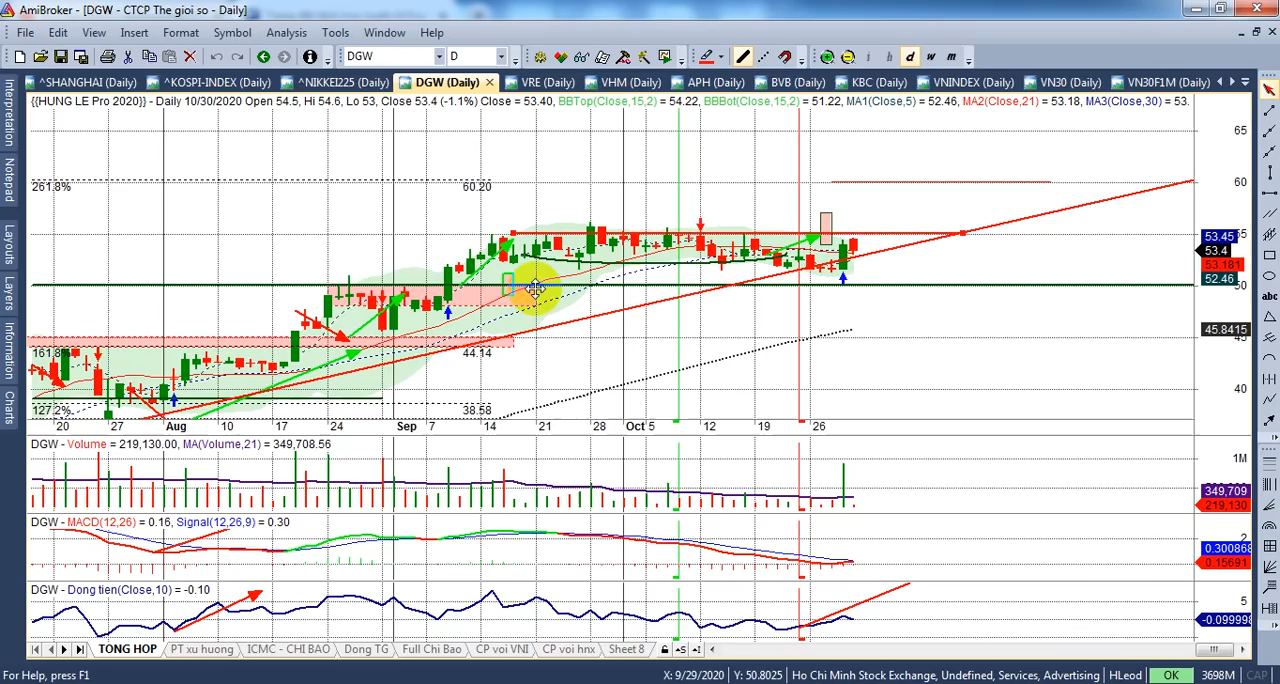 AmiBroker - [DGW - CTCP The gioi so - Daily]
File Edit View Insert Format Symbol Analysis Tools Window Help
DGW D i h d w m
^SHANGHAI (Daily) ^KOSPI-INDEX (Daily) ^NIKKEI225 (Daily) DGW (Daily) VRE (Daily) VHM (Daily) APH (Daily) BVB (Daily) KBC (Daily) VNINDEX (Daily) VN30 (Daily) VN30F1M (Daily)
{{HUNG LE Pro 2020}} - Daily 10/30/2020 Open 54.5, Hi 54.6, Lo 53, Close 53.4 (-1.1%) Close = 53.40, BBTop(Close,15,2) = 54.22, BBBot(Close,15,2) = 51.22, MA1(Close,5) = 52.46, MA2(Close,21) = 53.18, MA3(Close,30) = 53.
Interpretation
Notepad
Layouts
Layers
Information
Charts
65
261.8% 60.20 60
55
53.45
53.4
53.181
52.46
50
45.8415
45
161.8% 44.14
40
127.2% 38.58
20 27 Aug 10 17 24 Sep 7 14 21 28 Oct 5 12 19 26
DGW - Volume = 219,130.00, MA(Volume,21) = 349,708.56
1M
349,709
219,130
DGW - MACD(12,26) = 0.16, Signal(12,26,9) = 0.30
2
0.300868
0.15691
DGW - Dong tien(Close,10) = -0.10
5
-0.099998
TONG HOP PT xu huong ICMC - CHI BAO Dong TG Full Chi Bao CP voi VNI CP voi hnx Sheet 8
For Help, press F1 X: 9/29/2020 Y: 50.8025 Ho Chi Minh Stock Exchange, Undefined, Services, Advertising HLeod OK 3698M CAP